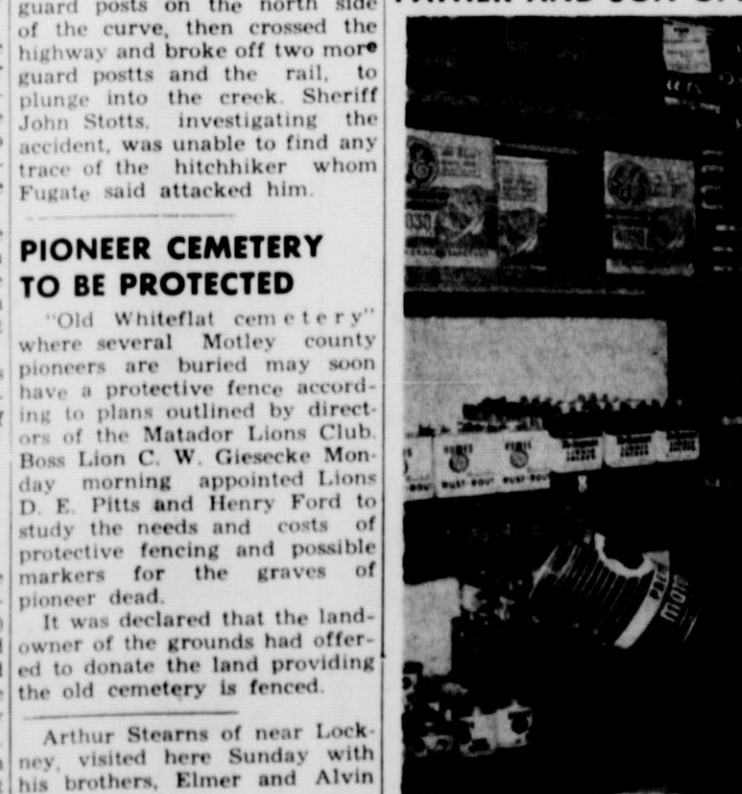 guard posts on the north side
of the curve, then crossed the
highway and broke off two more
guard postts and the rail, to
plunge into the creek. Sheriff
John Stotts, investigating the
accident, was unable to find any
trace of the hitchhiker whom
Fugate said attacked him.
PIONEER CEMETERY
TO BE PROTECTED
"Old Whiteflat cemetery"
where several Motley county
pioneers are buried may soon
have a protective fence accord-
ing to plans outlined by direct-
ors of the Matador Lions Club.
Boss Lion C. W. Giesecke Mon-
day morning appointed Lions
D. E. Pitts and Henry Ford to
study the needs and costs of
protective fencing and possible
markers for the graves of
pioneer dead.
It was declared that the land-
owner of the grounds had offer-
ed to donate the land providing
the old cemetery is fenced.
Arthur Stearns of near Lock-
ney, visited here Sunday with
his brothers, Elmer and Alvin
FATHER AND SON